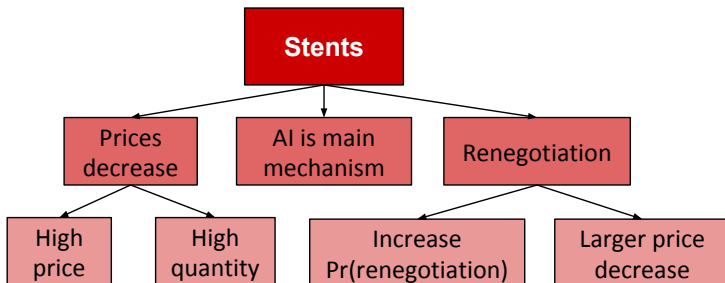 Stents
Prices
decrease
AI is main
mechanism
Renegotiation
High
price
High
quantity
Increase
Pr(renegotiation)
Larger price
decrease